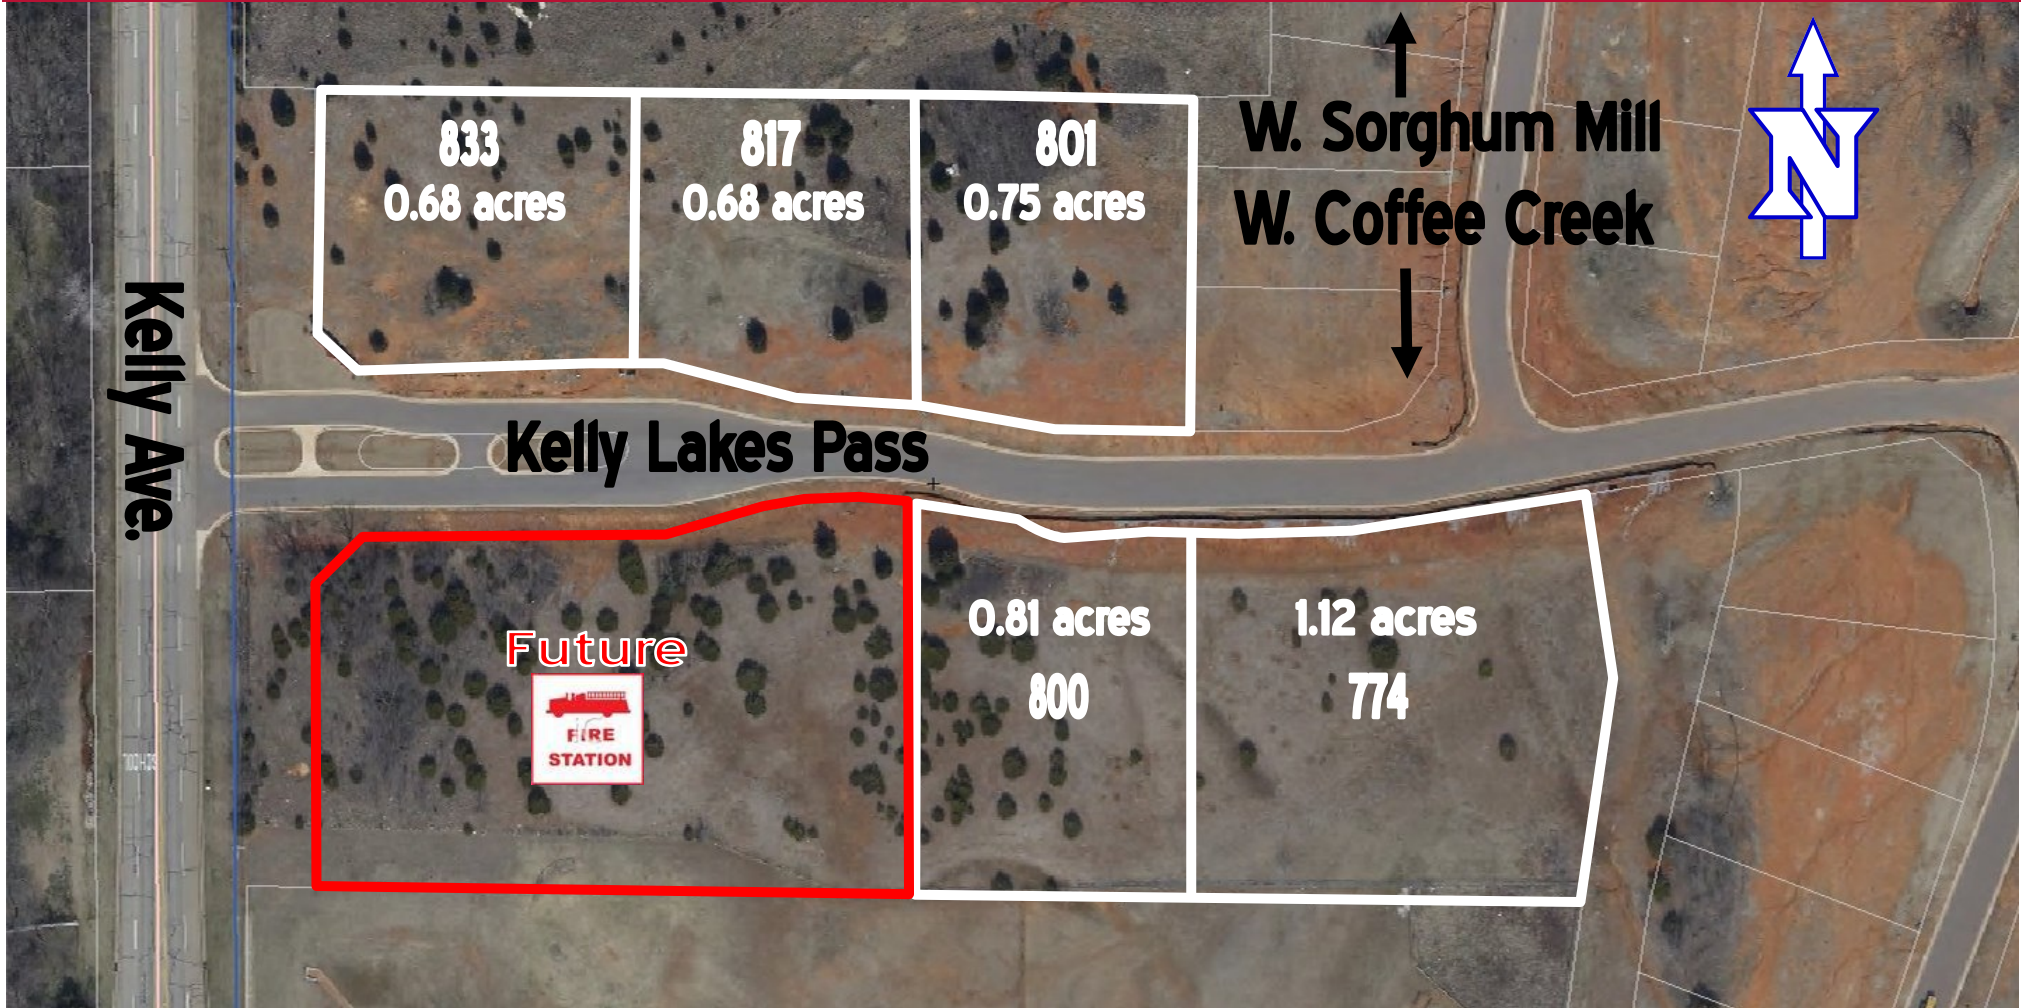 833
0.68 acres
817
0.68 acres
801
0.75 acres
W. Sorghum Mill
W. Coffee Creek
N
Kelly Ave.
Kelly Lakes Pass
Future
FIRE
STATION
0.81 acres
800
1.12 acres
774
SCHOOL